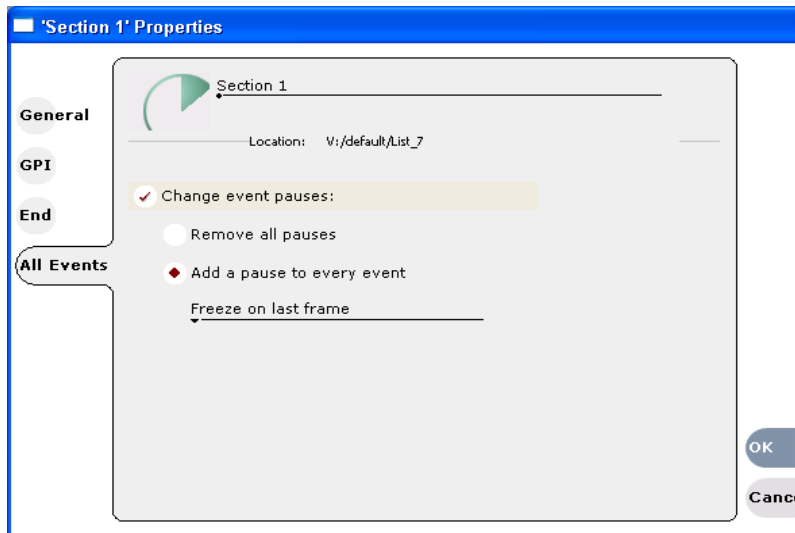 'Section 1' Properties
Section 1
Location: V:/default/List_7
General
GPI
End
All Events
Change event pauses:
Remove all pauses
Add a pause to every event
Freeze on last frame
OK
Canc